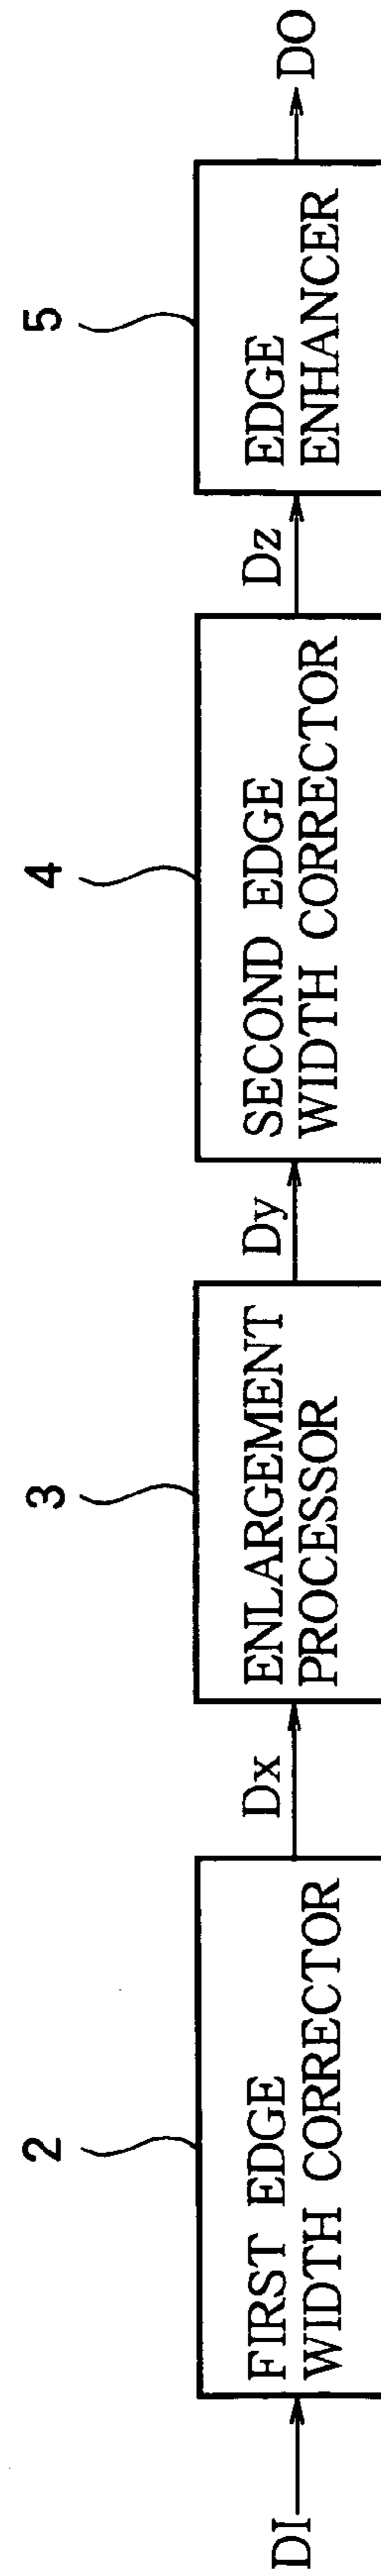 DI
2
FIRST EDGE
WIDTH CORRECTOR
Dx
3
ENLARGEMENT
PROCESSOR
Dy
4
SECOND EDGE
WIDTH CORRECTOR
Dz
5
EDGE
ENHANCER
DO